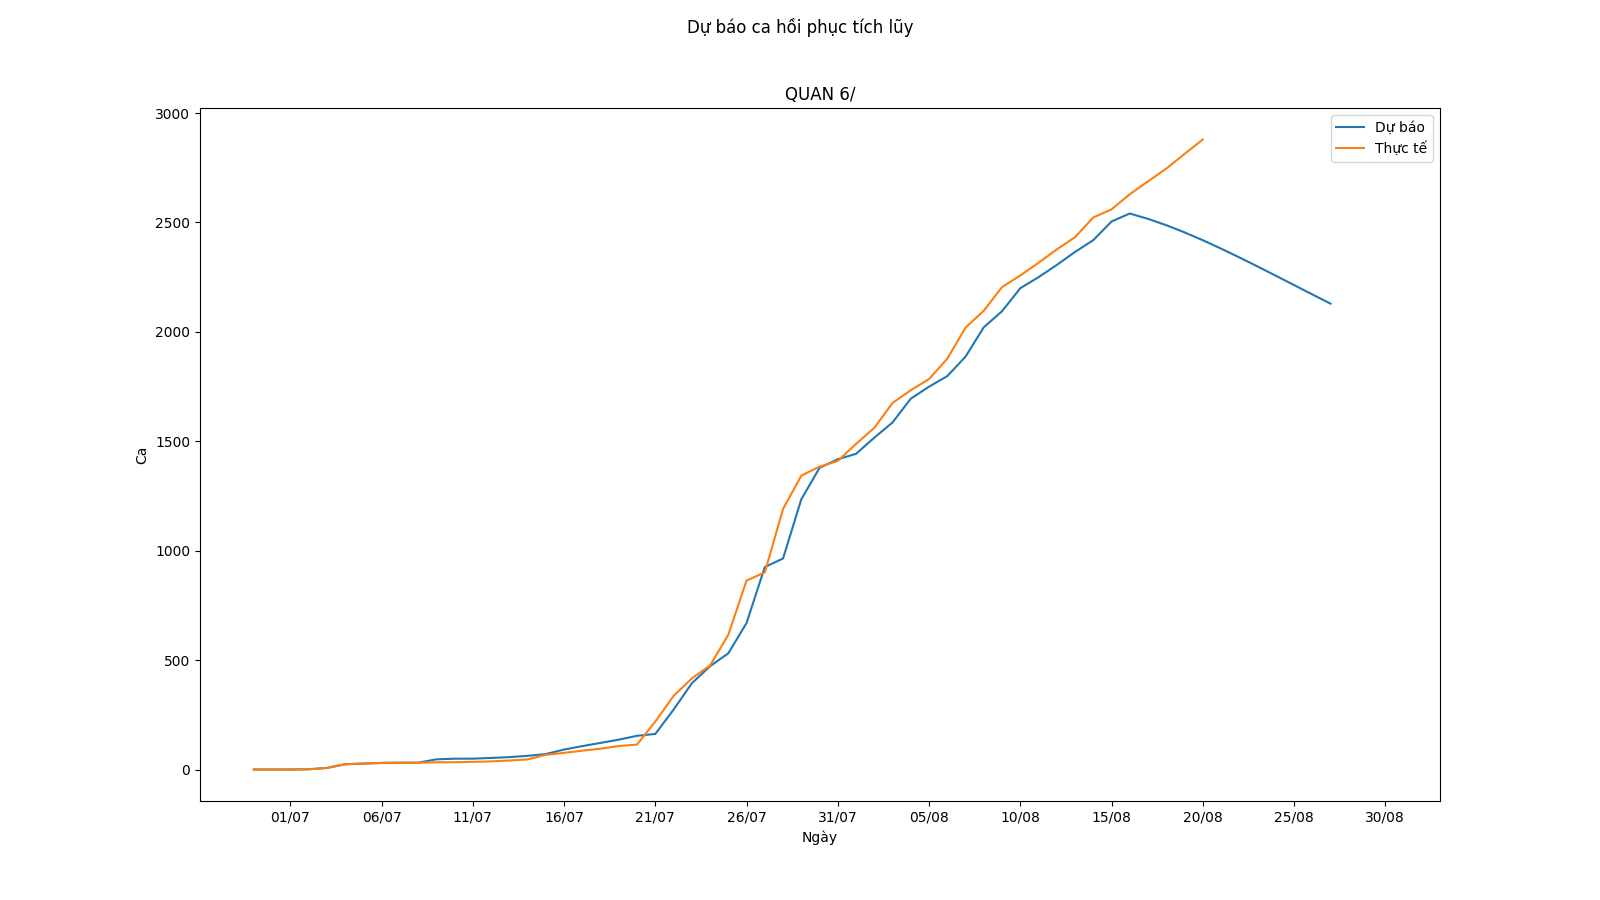 Dự báo ca hồi phục tích lũy
QUAN 6/
3000
2500
2000
1500
1000
500
0
Ca
Dự báo
Thực tế
01/07 06/07 11/07 16/07 21/07 26/07 31/07 05/08 10/08 15/08 20/08 25/08 30/08
Ngày